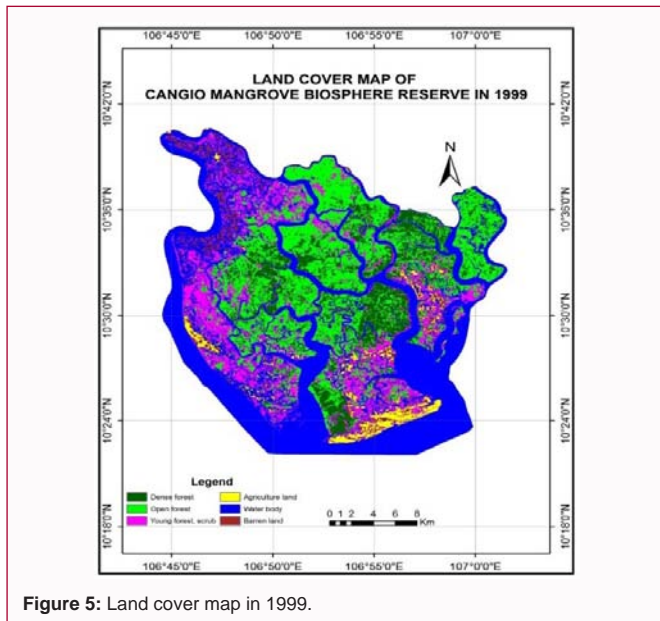 106°45'0"E 106°50'0"E 106°55'0"E 107°0'0"E
LAND COVER MAP OF
CANGIO MANGROVE BIOSPHERE RESERVE IN 1999
N
10°42'0"N 10°42'0"N
10°36'0"N 10°36'0"N
10°30'0"N 10°30'0"N
10°24'0"N 10°24'0"N
10°18'0"N 10°18'0"N
Legend
Dense forest Agriculture land
Open forest Water body
Young forest, scrub Barren land
0 1 2 4 6 8
Km
106°45'0"E 106°50'0"E 106°55'0"E 107°0'0"E
Figure 5: Land cover map in 1999.